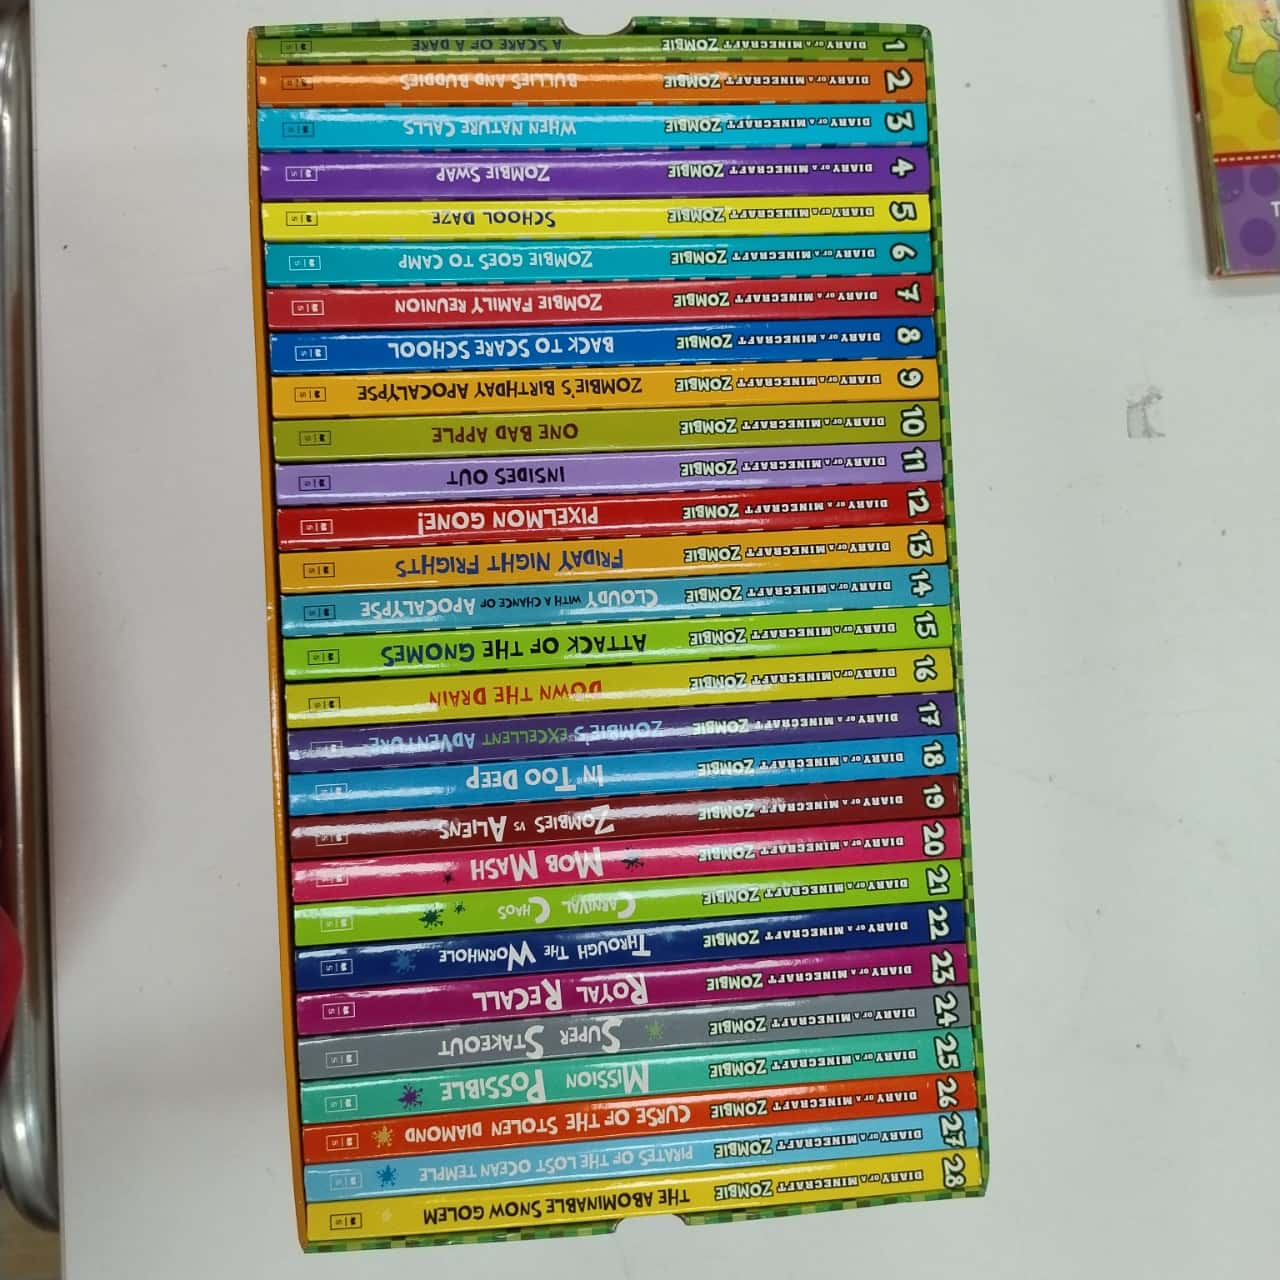 1 DIARY OF A MINECRAFT ZOMBIE A SCARE OF A DARE
2 DIARY OF A MINECRAFT ZOMBIE BULLIES AND BUDDIES
3 DIARY OF A MINECRAFT ZOMBIE WHEN NATURE CALLS
4 DIARY OF A MINECRAFT ZOMBIE ZOMBIE SWAP
5 DIARY OF A MINECRAFT ZOMBIE SCHOOL DAZE
6 DIARY OF A MINECRAFT ZOMBIE ZOMBIE GOES TO CAMP
7 DIARY OF A MINECRAFT ZOMBIE ZOMBIE FAMILY REUNION
8 DIARY OF A MINECRAFT ZOMBIE BACK TO SCARE SCHOOL
9 DIARY OF A MINECRAFT ZOMBIE ZOMBIE'S BIRTHDAY APOCALYPSE
10 DIARY OF A MINECRAFT ZOMBIE ONE BAD APPLE
11 DIARY OF A MINECRAFT ZOMBIE INSIDES OUT
12 DIARY OF A MINECRAFT ZOMBIE PIXELMON GONE!
13 DIARY OF A MINECRAFT ZOMBIE FRIDAY NIGHT FRIGHTS
14 DIARY OF A MINECRAFT ZOMBIE CLOUDY WITH A CHANCE OF APOCALYPSE
15 DIARY OF A MINECRAFT ZOMBIE ATTACK OF THE GNOMES
16 DIARY OF A MINECRAFT ZOMBIE DOWN THE DRAIN
17 DIARY OF A MINECRAFT ZOMBIE ZOMBIE'S EXCELLENT ADVENTURE
18 DIARY OF A MINECRAFT ZOMBIE IN TOO DEEP
19 DIARY OF A MINECRAFT ZOMBIE ZOMBIES VS ALIENS
20 DIARY OF A MINECRAFT ZOMBIE MOB MASH
21 DIARY OF A MINECRAFT ZOMBIE CARNIVAL CHAOS
22 DIARY OF A MINECRAFT ZOMBIE THROUGH THE WORMHOLE
23 DIARY OF A MINECRAFT ZOMBIE ROYAL RECALL
24 DIARY OF A MINECRAFT ZOMBIE SUPER STAKEOUT
25 DIARY OF A MINECRAFT ZOMBIE MISSION POSSIBLE
26 DIARY OF A MINECRAFT ZOMBIE CURSE OF THE STOLEN DIAMOND
27 DIARY OF A MINECRAFT ZOMBIE PIRATES OF THE LOST OCEAN TEMPLE
28 DIARY OF A MINECRAFT ZOMBIE THE ABOMINABLE SNOW GOLEM